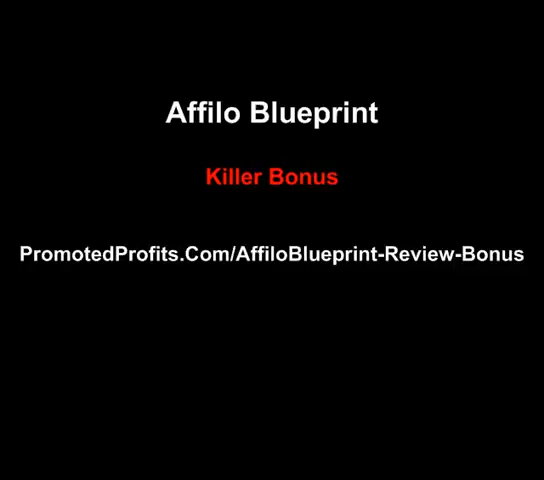 Affilo Blueprint
Killer Bonus
PromotedProfits.Com/AffiloBlueprint-Review-Bonus